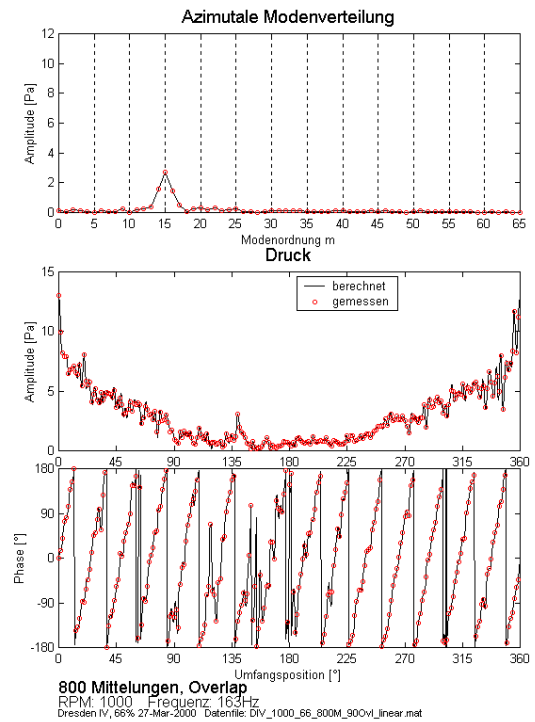 Azimutale Modenverteilung
12
10
8
6
4
2
0
Amplitude [Pa]
0 5 10 15 20 25 30 35 40 45 50 55 60 65
Modenordnung m
Druck
15
10
5
0
Amplitude [Pa]
berechnet
gemessen
0 45 90 135 180 225 270 315 360
180
90
0
-90
-180
Phase [°]
0 45 90 135 180 225 270 315 360
Umfangsposition [°]
800 Mittelungen, Overlap
RPM: 1000 Frequenz: 163Hz
Dresden IV, 66% 27-Mar-2000 Datenfile: DIV_1000_66_800M_90Ovl_linear.mat